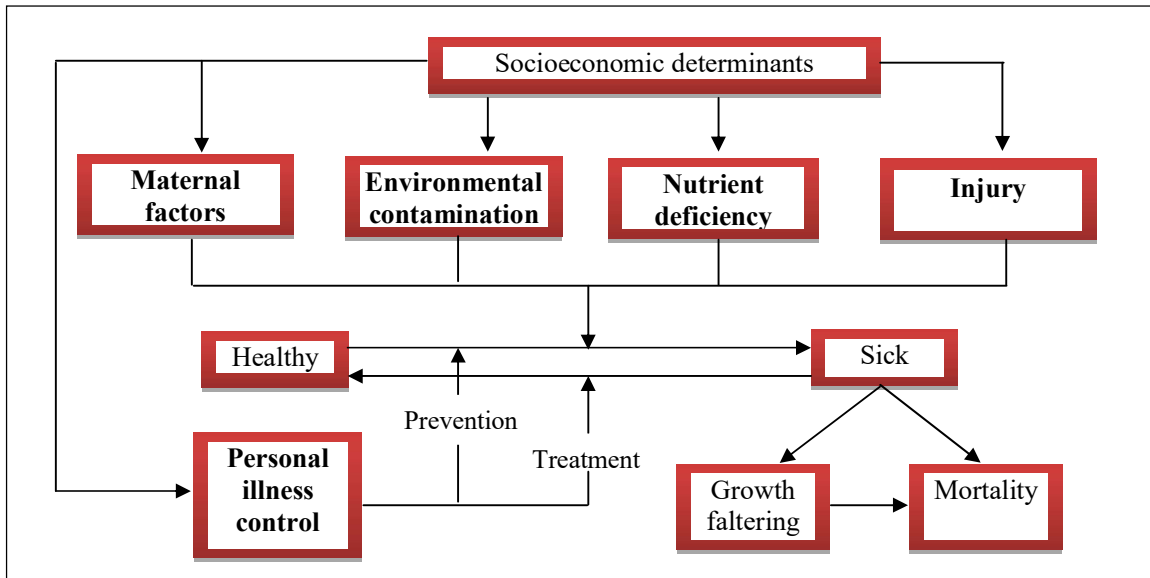 Socioeconomic determinants
Maternal
factors
Environmental
contamination
Nutrient
deficiency
Injury
Healthy
Sick
Prevention
Treatment
Personal
illness
control
Growth
faltering
Mortality